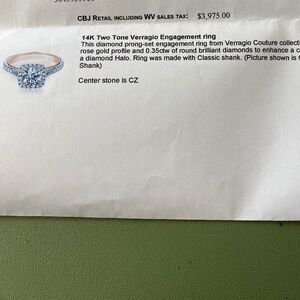 CBJ RETAIL INCLUDING WV SALES TAX: $3,975.00
14K Two Tone Verragio Engagement ring
This diamond prong-set engagement ring from Verragio Couture collecti
rose gold profile and 0.35ctw of round brilliant diamonds to enhance a c
a diamond Halo. Ring was made with Classic shank. (Picture shown is
Shank)
Center stone is CZ